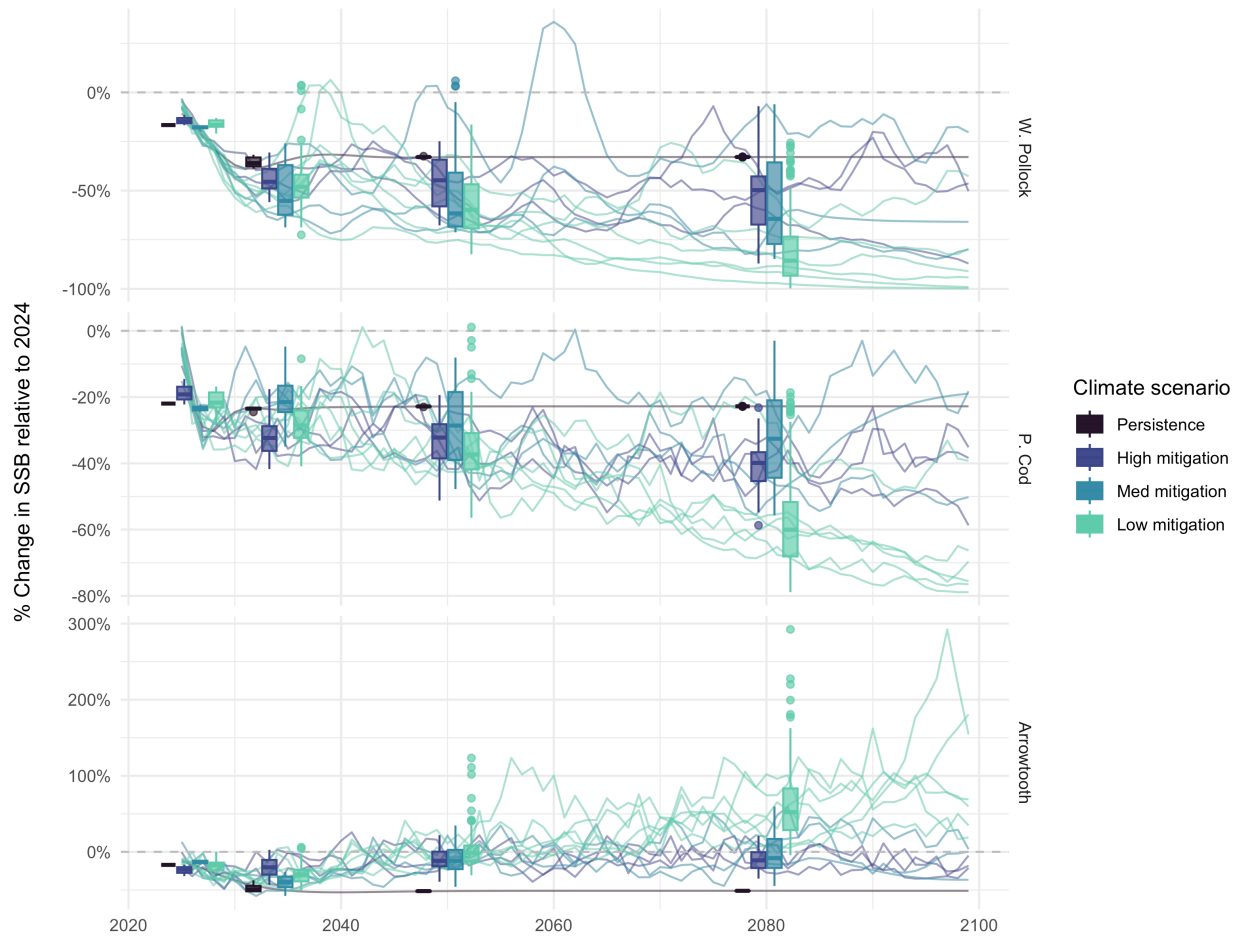 % Change in SSB relative to 2024
0%
-50%
-100%
W. Pollock
0%
-20%
-40%
-60%
-80%
P. Cod
300%
200%
100%
0%
Arrowtooth
2020
2040
2060
2080
2100
Climate scenario
Persistence
High mitigation
Med mitigation
Low mitigation